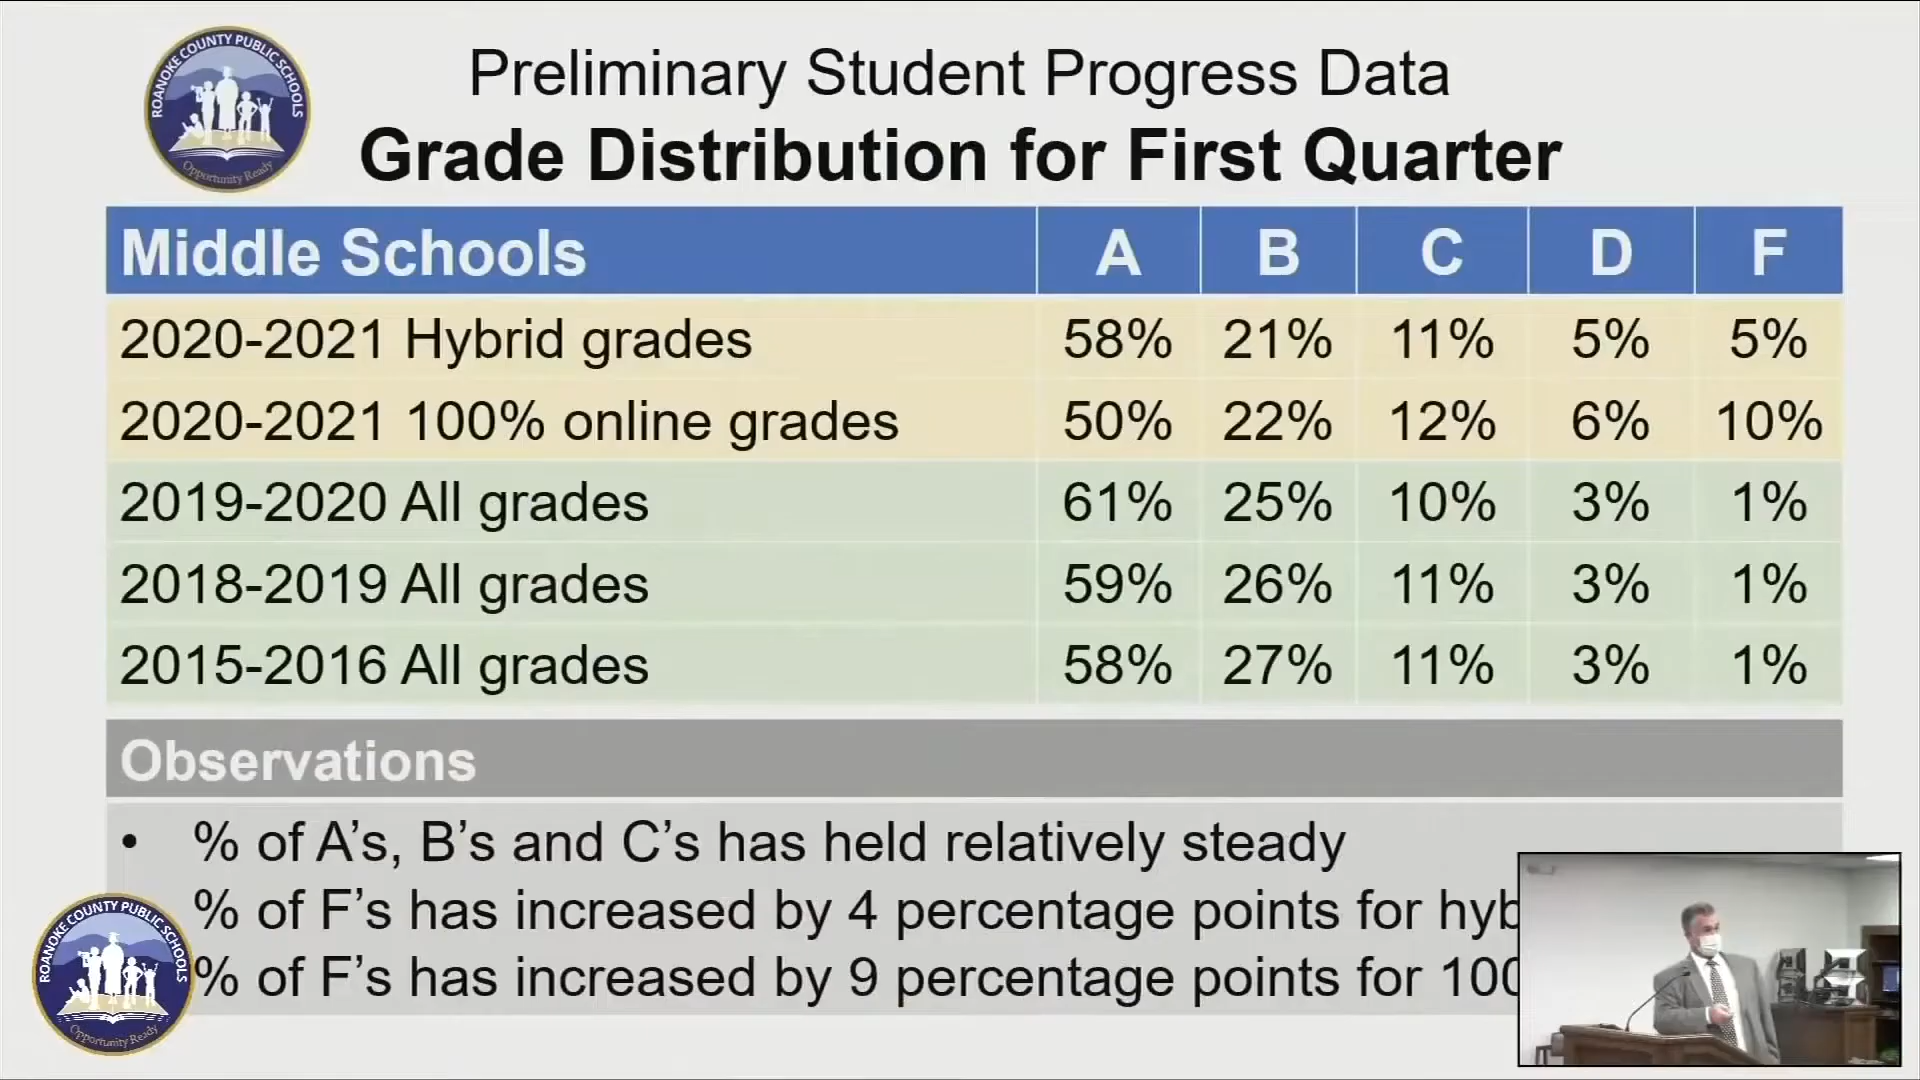 ROANOKE COUNTY PUBLIC SCHOOLS
Opportunity Ready
Preliminary Student Progress Data
Grade Distribution for First Quarter
Middle Schools A B C D F
2020-2021 Hybrid grades 58% 21% 11% 5% 5%
2020-2021 100% online grades 50% 22% 12% 6% 10%
2019-2020 All grades 61% 25% 10% 3% 1%
2018-2019 All grades 59% 26% 11% 3% 1%
2015-2016 All grades 58% 27% 11% 3% 1%
Observations
• % of A's, B's and C's has held relatively steady
% of F's has increased by 4 percentage points for hyb
% of F's has increased by 9 percentage points for 100
ROANOKE COUNTY PUBLIC SCHOOLS
Opportunity Ready